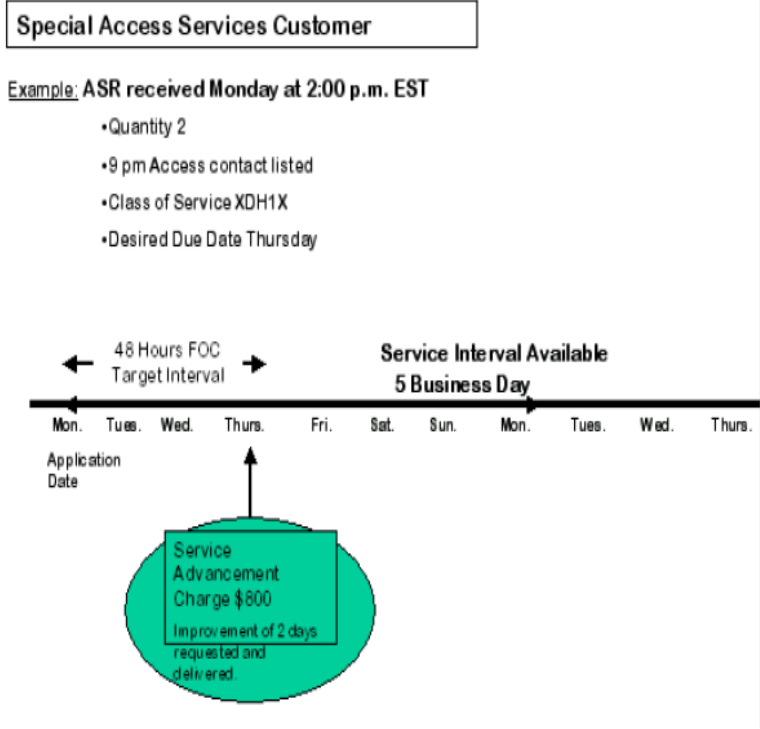 Special Access Services Customer
Example: ASR received Monday at 2:00 p.m. EST
•Quantity 2
•9 pm Access contact listed
•Class of Service XDH1X
•Desired Due Date Thursday
48 Hours FOC
Target Interval
Service Interval Available
5 Business Day
Mon. Tues. Wed. Thurs. Fri. Sat. Sun. Mon. Tues. Wed. Thurs.
Application
Date
Service
Advancement
Charge $800
Improvement of 2 days
requested and
delivered.